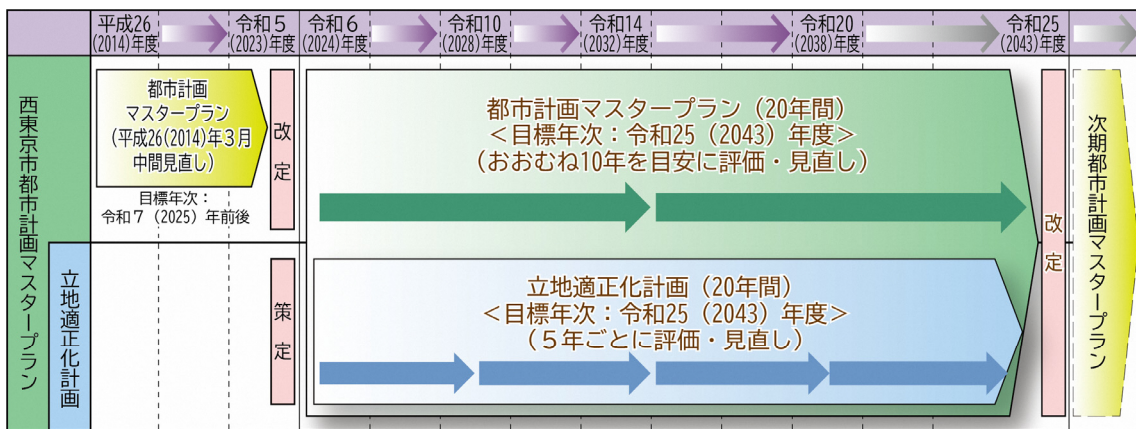 平成26
(2014)年度
令和５
(2023)年度
令和６
(2024)年度
令和10
(2028)年度
令和14
(2032)年度
令和20
(2038)年度
令和25
(2043)年度
西東京市都市計画マスタープラン
都市計画
マスタープラン
(平成26(2014)年３月
中間見直し)
目標年次：
令和７（2025）年前後
改定
都市計画マスタープラン（20年間）
＜目標年次：令和25（2043）年度＞
（おおむね10年を目安に評価・見直し）
改定
次期都市計画マスタープラン
立地適正化計画
策定
立地適正化計画（20年間）
＜目標年次：令和25（2043）年度＞
（５年ごとに評価・見直し）